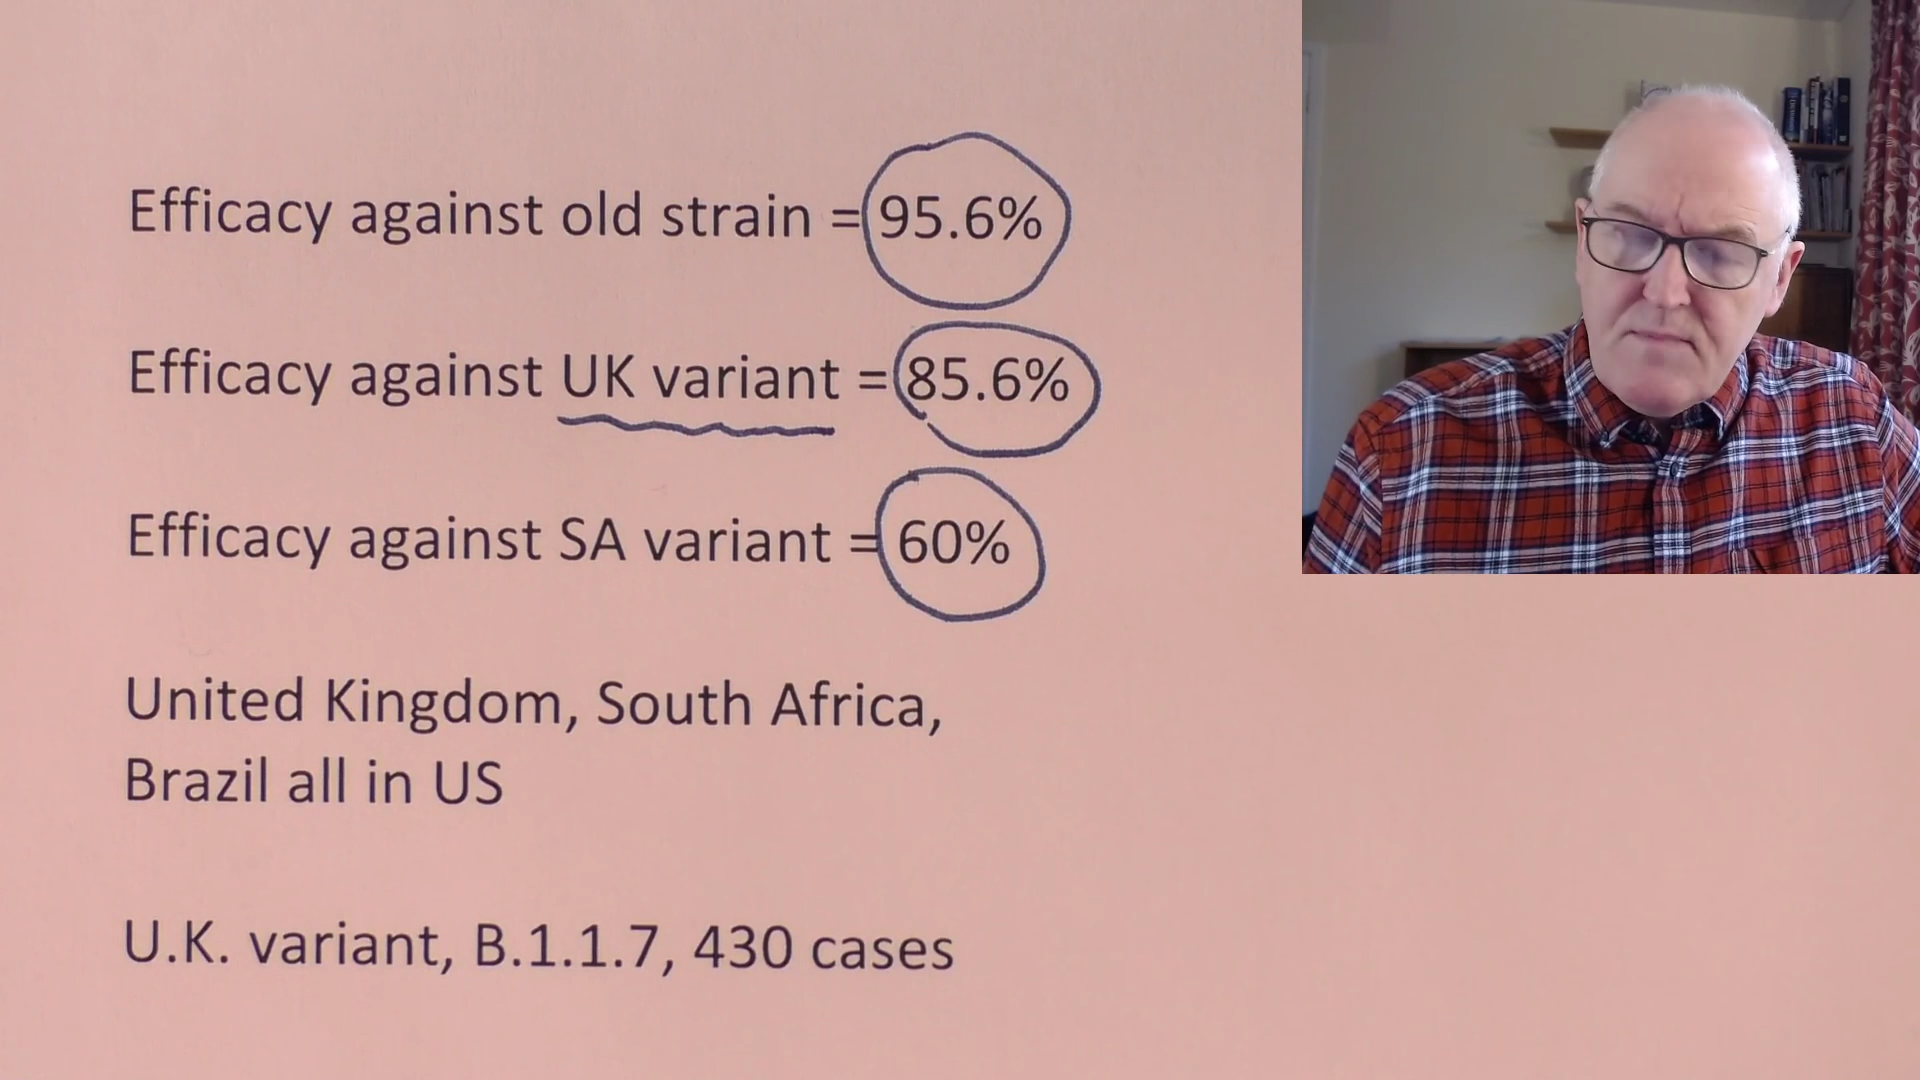 Efficacy against old strain = 95.6%
Efficacy against UK variant = 85.6%
Efficacy against SA variant = 60%
United Kingdom, South Africa,
Brazil all in US
U.K. variant, B.1.1.7, 430 cases